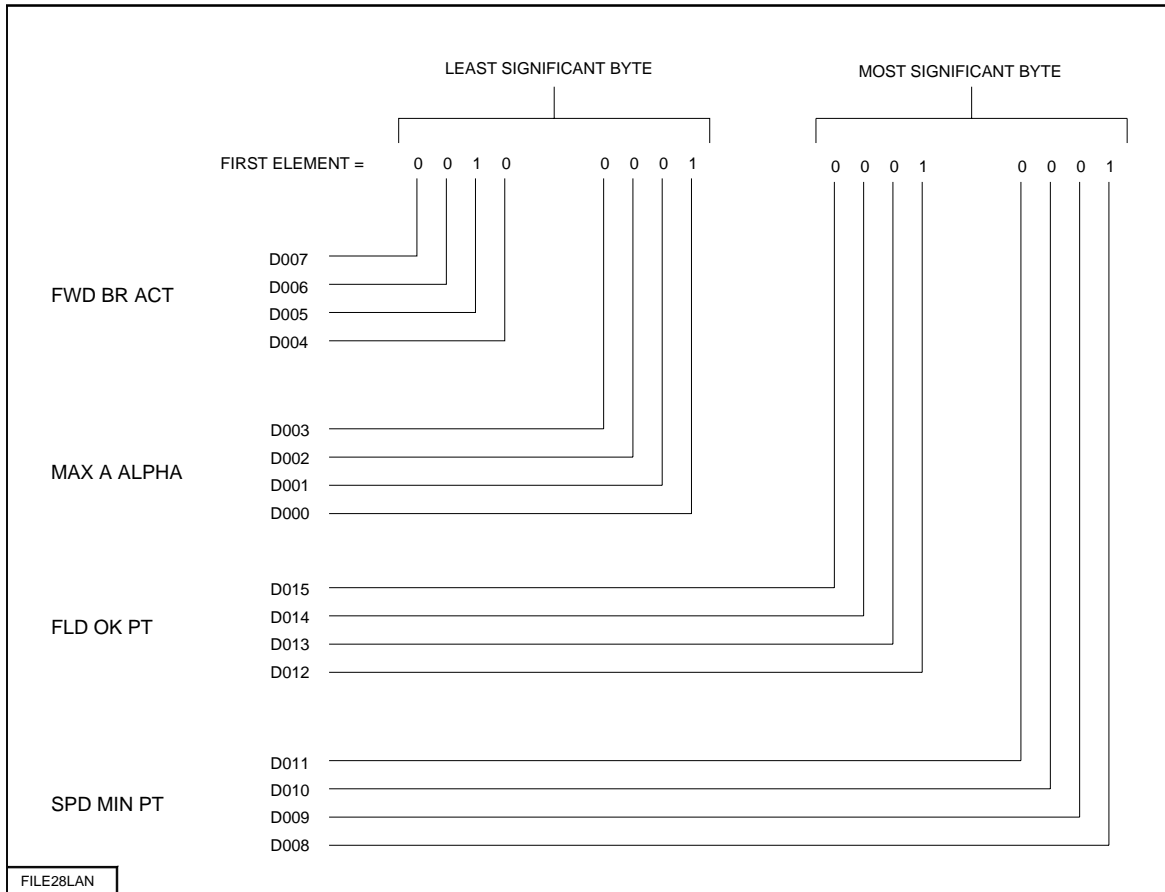 LEAST SIGNIFICANT BYTE MOST SIGNIFICANT BYTE
FIRST ELEMENT = 0 0 1 0 0 0 0 1 0 0 0 1 0 0 0 1
D007
FWD BR ACT
D006
D005
D004
D003
MAX A ALPHA
D002
D001
D000
D015
FLD OK PT
D014
D013
D012
D011
D010
SPD MIN PT
D009
D008
FILE28LAN